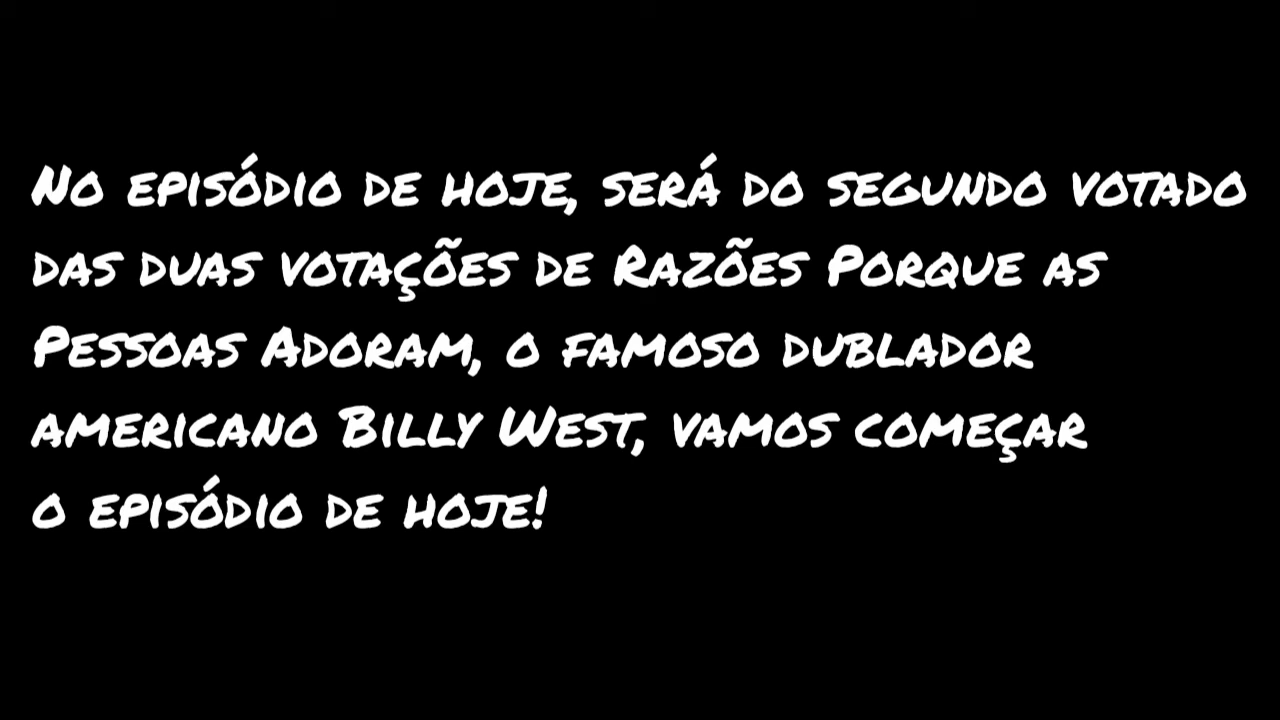 No episódio de hoje, será do segundo votado
das duas votações de Razões Porque as
Pessoas Adoram, o famoso dublador
americano Billy West, vamos começar
o episódio de hoje!